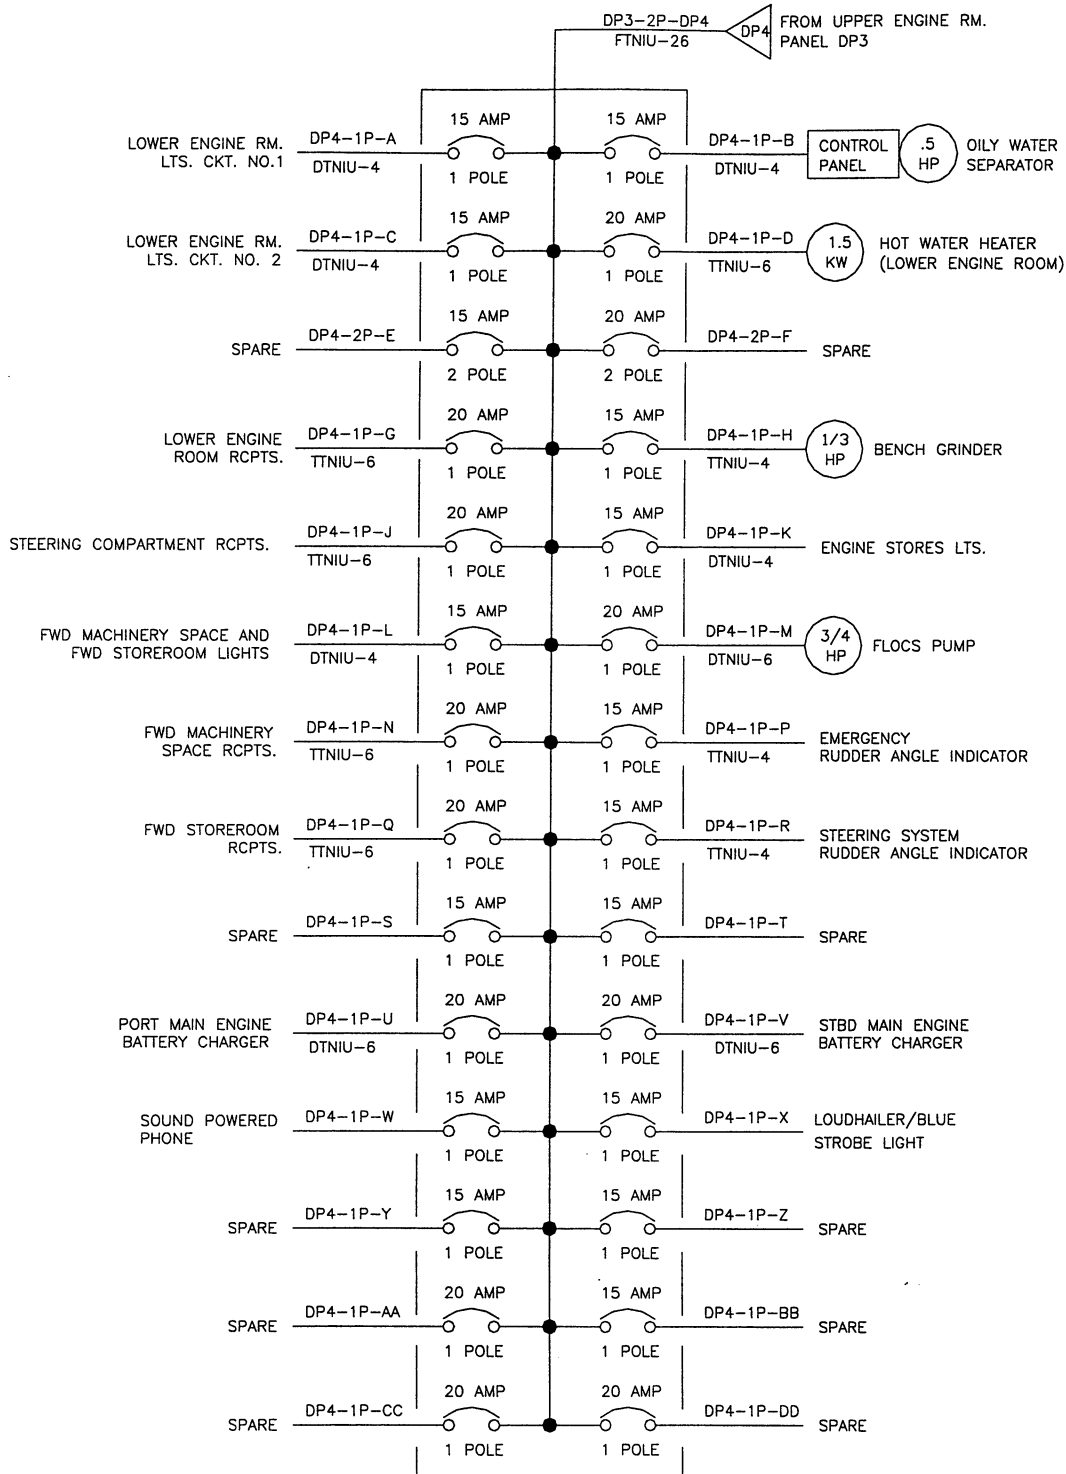 DP3-2P-DP4
FTNIU-26
DP4
FROM UPPER ENGINE RM.
PANEL DP3
LOWER ENGINE RM.
LTS. CKT. NO.1
DP4-1P-A
DTNIU-4
15 AMP
1 POLE
15 AMP
1 POLE
DP4-1P-B
DTNIU-4
CONTROL
PANEL
.5
HP
OILY WATER
SEPARATOR
LOWER ENGINE RM.
LTS. CKT. NO. 2
DP4-1P-C
DTNIU-4
15 AMP
1 POLE
20 AMP
1 POLE
DP4-1P-D
TTNIU-6
1.5
KW
HOT WATER HEATER
(LOWER ENGINE ROOM)
SPARE
DP4-2P-E
15 AMP
2 POLE
20 AMP
2 POLE
DP4-2P-F
SPARE
LOWER ENGINE
ROOM RCPTS.
DP4-1P-G
TTNIU-6
20 AMP
1 POLE
15 AMP
1 POLE
DP4-1P-H
TTNIU-4
1/3
HP
BENCH GRINDER
STEERING COMPARTMENT RCPTS.
DP4-1P-J
TTNIU-6
20 AMP
1 POLE
15 AMP
1 POLE
DP4-1P-K
DTNIU-4
ENGINE STORES LTS.
FWD MACHINERY SPACE AND
FWD STOREROOM LIGHTS
DP4-1P-L
DTNIU-4
15 AMP
1 POLE
20 AMP
1 POLE
DP4-1P-M
DTNIU-6
3/4
HP
FLOCS PUMP
FWD MACHINERY
SPACE RCPTS.
DP4-1P-N
TTNIU-6
20 AMP
1 POLE
15 AMP
1 POLE
DP4-1P-P
TTNIU-4
EMERGENCY
RUDDER ANGLE INDICATOR
FWD STOREROOM
RCPTS.
DP4-1P-Q
TTNIU-6
20 AMP
1 POLE
15 AMP
1 POLE
DP4-1P-R
TTNIU-4
STEERING SYSTEM
RUDDER ANGLE INDICATOR
SPARE
DP4-1P-S
15 AMP
1 POLE
15 AMP
1 POLE
DP4-1P-T
SPARE
PORT MAIN ENGINE
BATTERY CHARGER
DP4-1P-U
DTNIU-6
20 AMP
1 POLE
20 AMP
1 POLE
DP4-1P-V
DTNIU-6
STBD MAIN ENGINE
BATTERY CHARGER
SOUND POWERED
PHONE
DP4-1P-W
15 AMP
1 POLE
15 AMP
1 POLE
DP4-1P-X
LOUDHAILER/BLUE
STROBE LIGHT
SPARE
DP4-1P-Y
15 AMP
1 POLE
15 AMP
1 POLE
DP4-1P-Z
SPARE
SPARE
DP4-1P-AA
20 AMP
1 POLE
15 AMP
1 POLE
DP4-1P-BB
SPARE
SPARE
DP4-1P-CC
20 AMP
1 POLE
20 AMP
1 POLE
DP4-1P-DD
SPARE